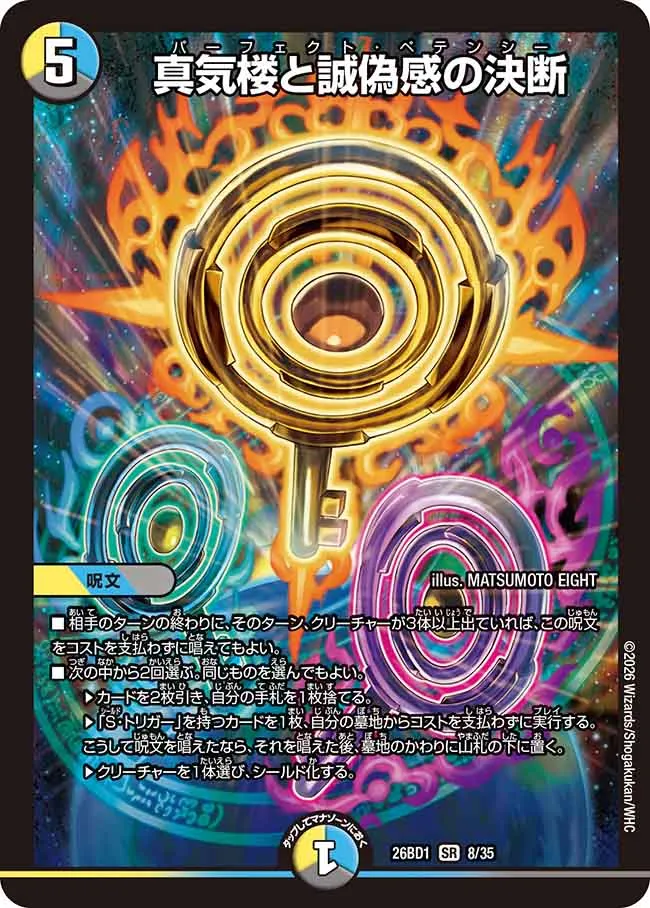 5
パーフェクト・ペテンシー
真気楼と誠偽感の決断
呪文
illus. MATSUMOTO EIGHT
■相手のターンの終わりに、そのターン、クリーチャーが3体以上出ていれば、この呪文
をコストを支払わずに唱えてもよい。
■次の中から2回選ぶ。同じものを選んでもよい。
▶カードを2枚引き、自分の手札を1枚捨てる。
▶「S・トリガー」を持つカードを1枚、自分の墓地からコストを支払わずに実行する。
こうして呪文を唱えたなら、それを唱えた後、墓地のかわりに山札の下に置く。
▶クリーチャーを1体選び、シールド化する。
タップしてマナゾーンにおく
1
26BD1 SR 8/35
©2026 Wizards/Shogakukan/WHC